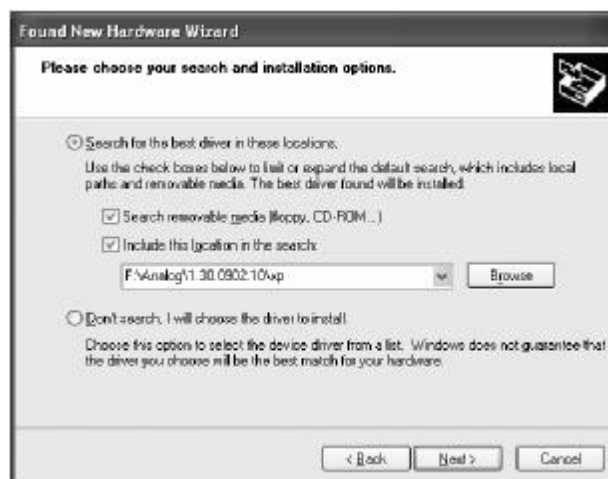 Found New Hardware Wizard
Please choose your search and installation options.
Search for the best driver in these locations.
Use the check boxes below to limit or expand the default search, which includes local
paths and removable media. The best driver found will be installed.
Search removable media (floppy, CD-ROM...)
Include this location in the search:
F:\Analog\1.30.0902.10\xp
Browse
Don't search. I will choose the driver to install.
Choose this option to select the device driver from a list. Windows does not guarantee that
the driver you choose will be the best match for your hardware.
< Back
Next >
Cancel